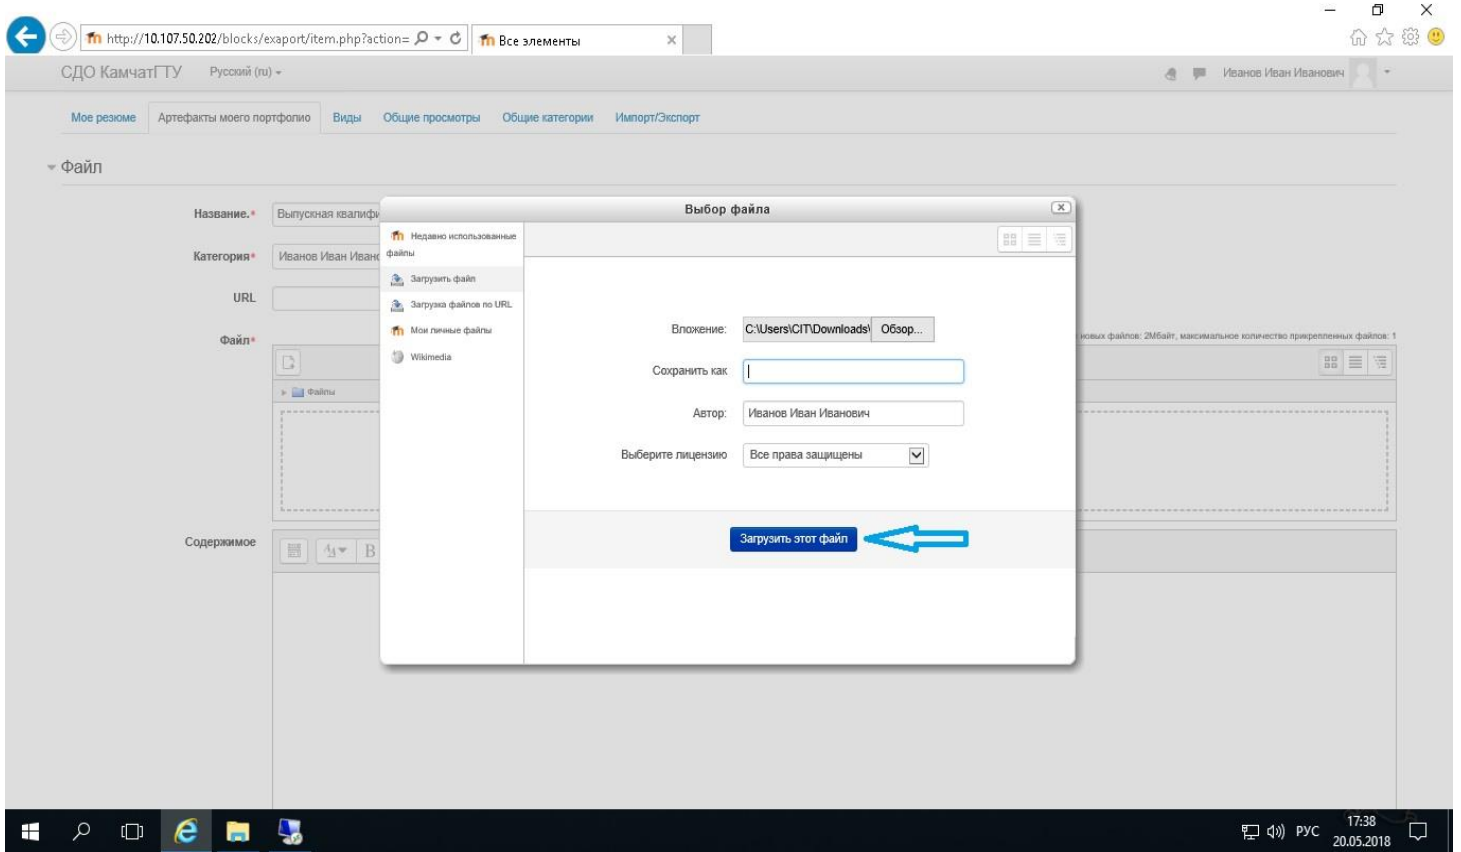 http://10.107.50.202/blocks/exaport/item.php?action=
Все элементы
СДО КамчатГТУ
Русский (ru)
Иванов Иван Иванович
Мое резюме
Артефакты моего портфолио
Виды
Общие просмотры
Общие категории
Импорт/Экспорт
Файл
Название.*
Выпускная квалифи
Категория*
Иванов Иван Ивано
URL
Файл*
новых файлов: 2Мбайт, максимальное количество прикрепленных файлов: 1
Файлы
Содержимое
B
Выбор файла
Недавно использованные
файлы
Загрузить файл
Загрузка файлов по URL
Мои личные файлы
Wikimedia
Вложение:
C:\Users\CIT\Downloads\
Обзор...
Сохранить как
Автор:
Иванов Иван Иванович
Выберите лицензию
Все права защищены
Загрузить этот файл
РУС
17:38
20.05.2018